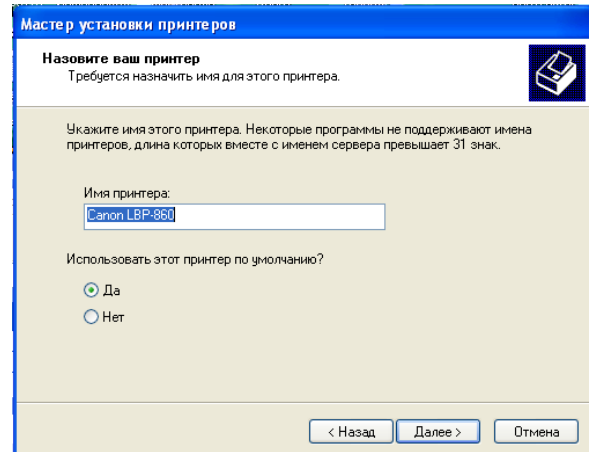 Мастер установки принтеров
Назовите ваш принтер
Требуется назначить имя для этого принтера.
Укажите имя этого принтера. Некоторые программы не поддерживают имена
принтеров, длина которых вместе с именем сервера превышает 31 знак.
Имя принтера:
Canon LBP-860
Использовать этот принтер по умолчанию?
Да
Нет
< Назад Далее > Отмена